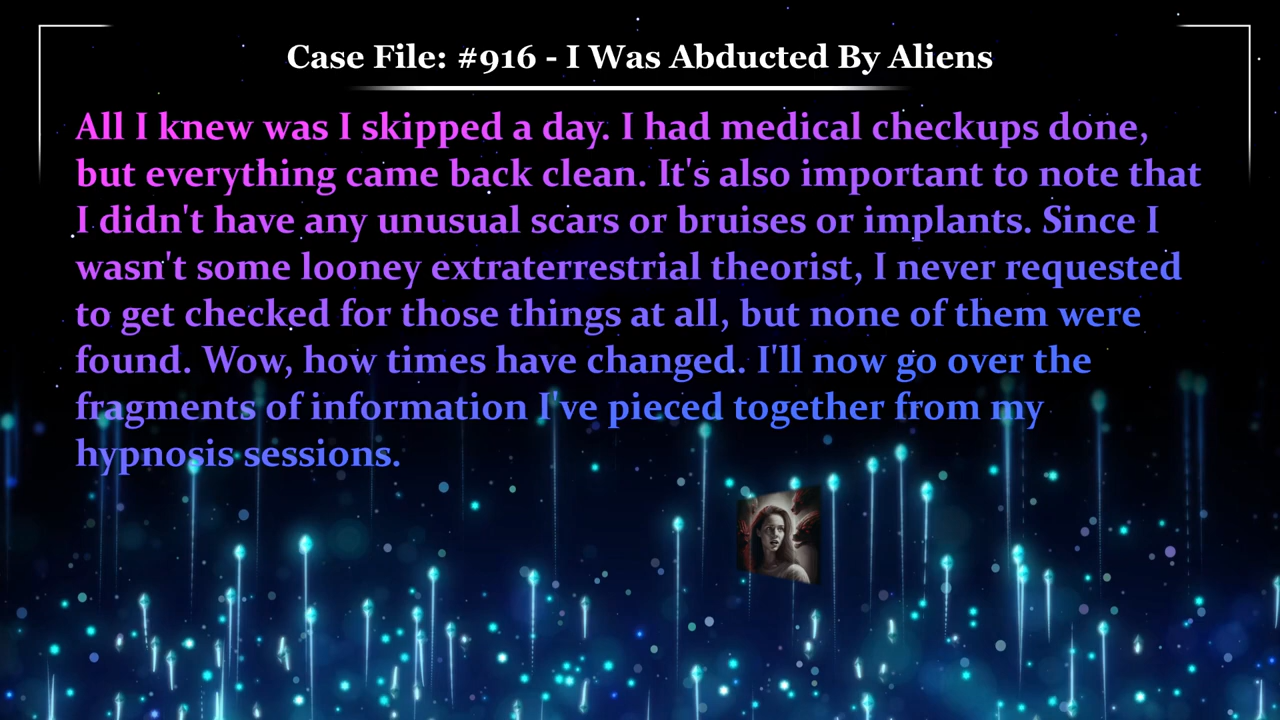 Case File: #916 - I Was Abducted By Aliens
All I knew was I skipped a day. I had medical checkups done,
but everything came back clean. It's also important to note that
I didn't have any unusual scars or bruises or implants. Since I
wasn't some looney extraterrestrial theorist, I never requested
to get checked for those things at all, but none of them were
found. Wow, how times have changed. I'll now go over the
fragments of information I've pieced together from my
hypnosis sessions.